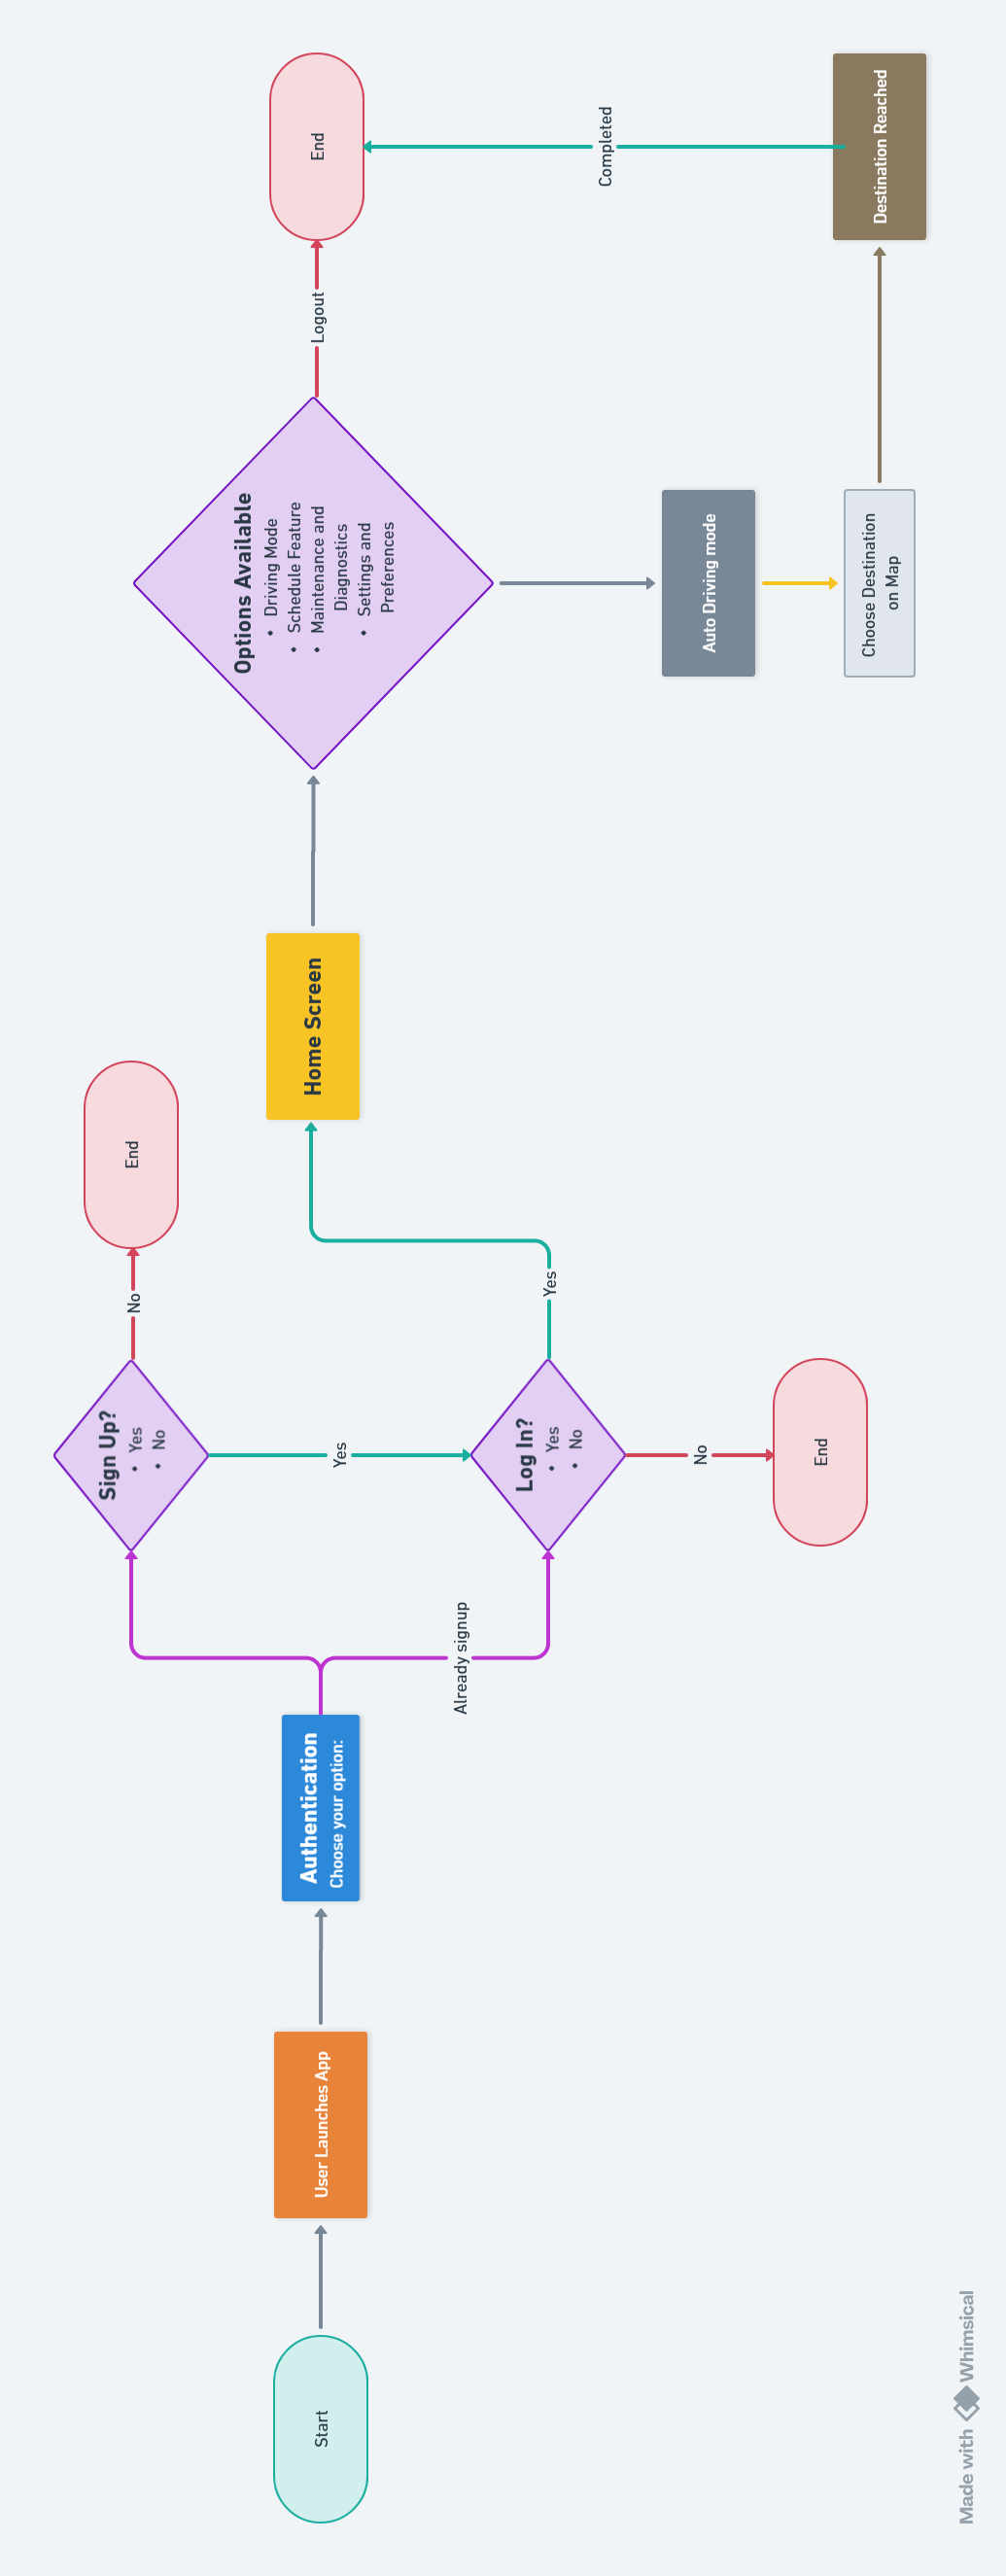 Start
User Launches App
Authentication
Choose your option:
Already signup
Sign Up?
• Yes
• No
Yes
No
End
Log In?
• Yes
• No
No
End
Yes
Home Screen
Options Available
• Driving Mode
• Schedule Feature
• Maintenance and
Diagnostics
• Settings and
Preferences
Logout
End
Auto Driving mode
Choose Destination
on Map
Destination Reached
Completed
Made with Whimsical